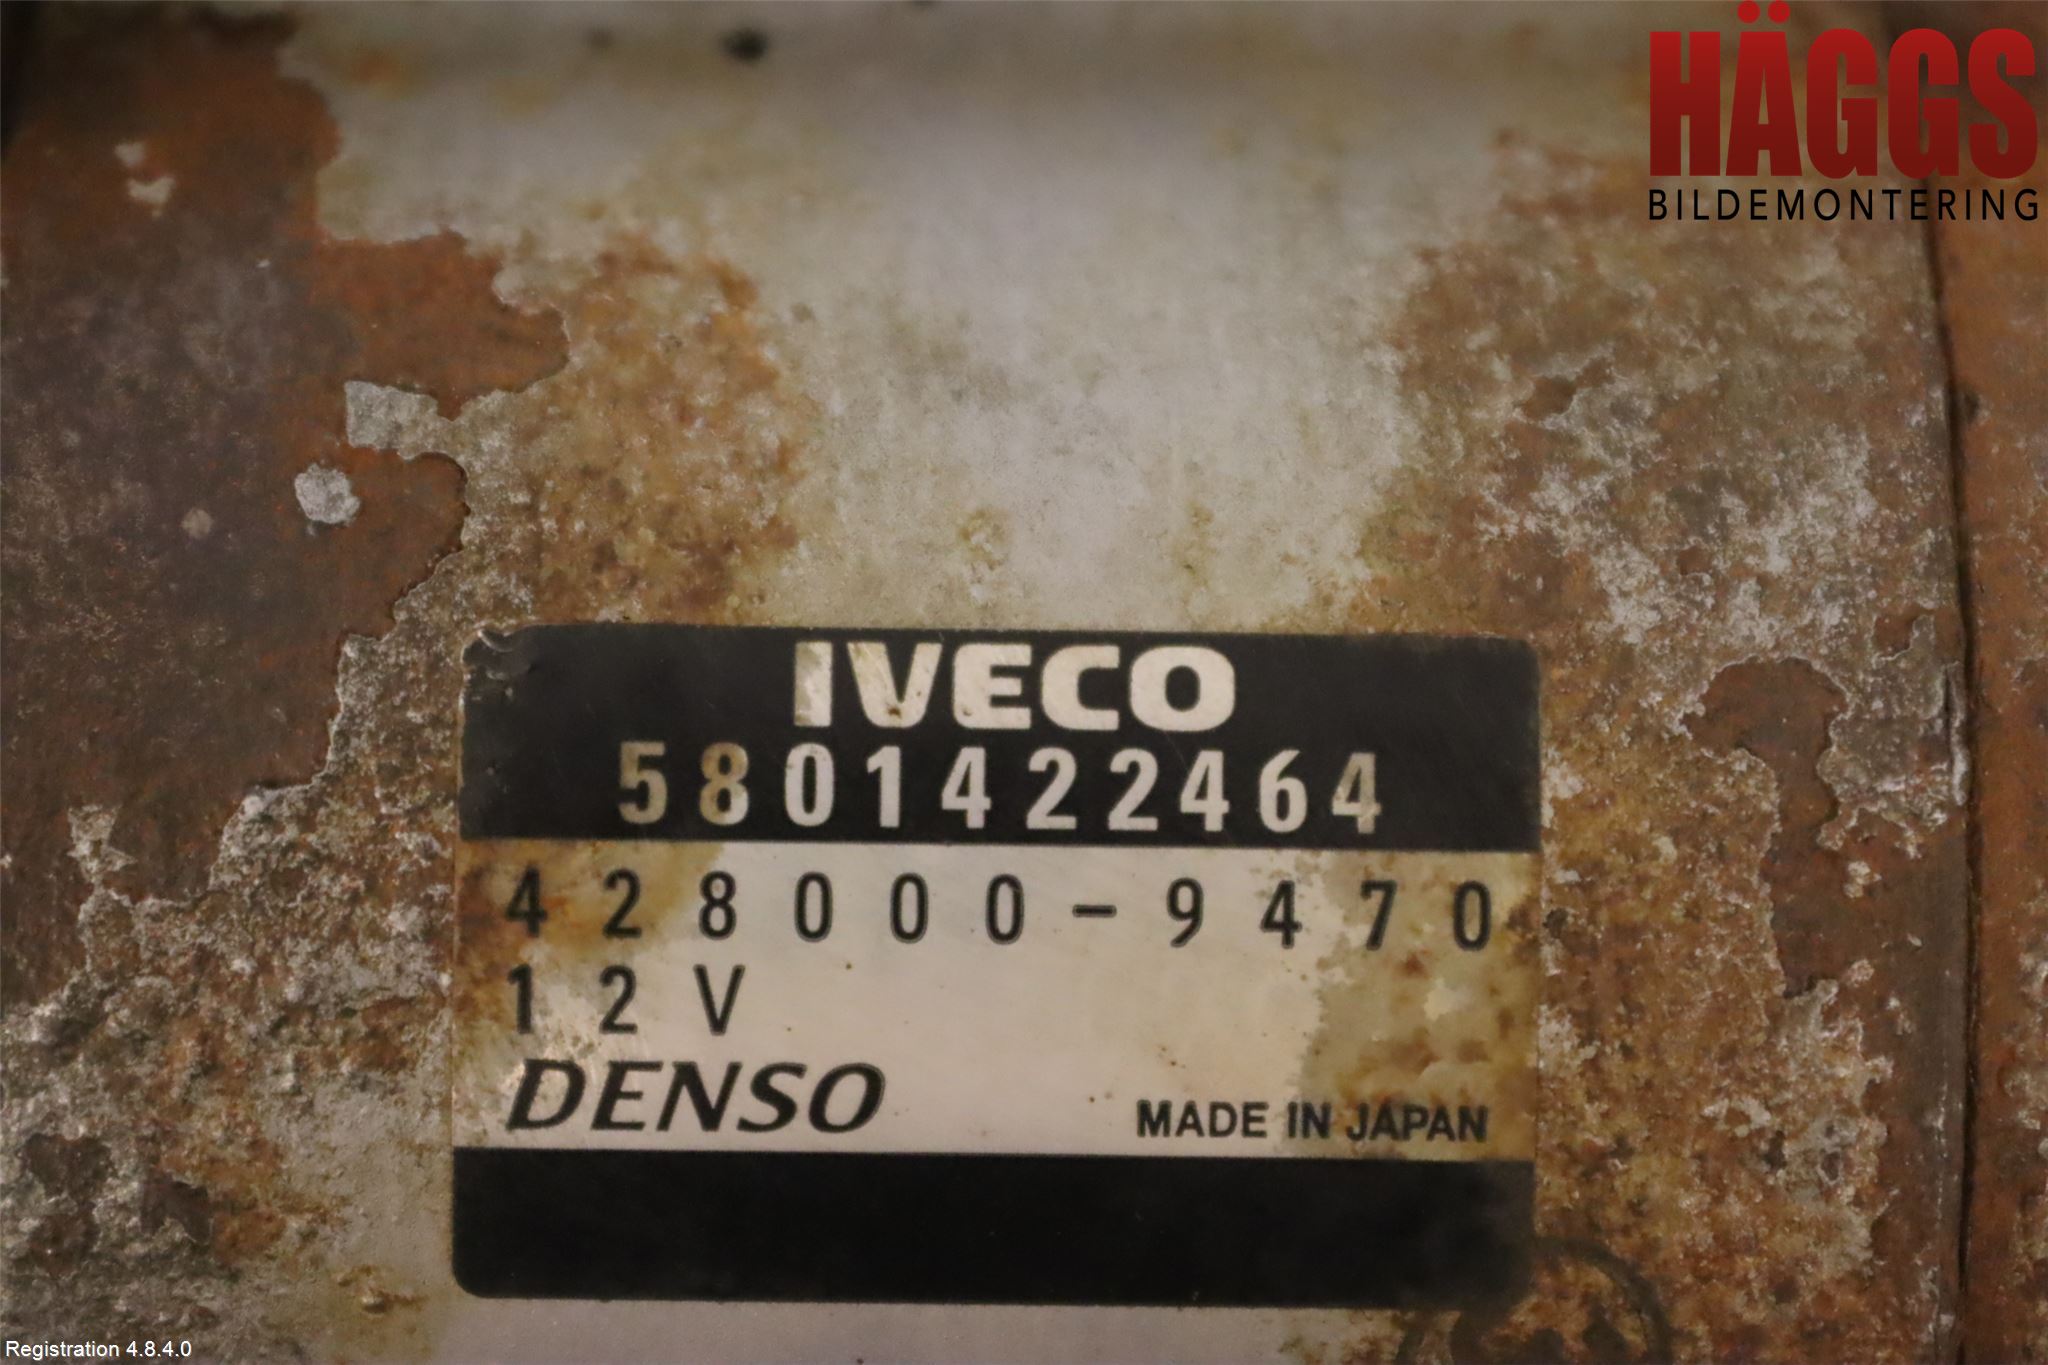 HÄGGS
BILDEMONTERING
IVECO
5801422464
428000-9470
12V
DENSO
MADE IN JAPAN
Registration 4.8.4.0